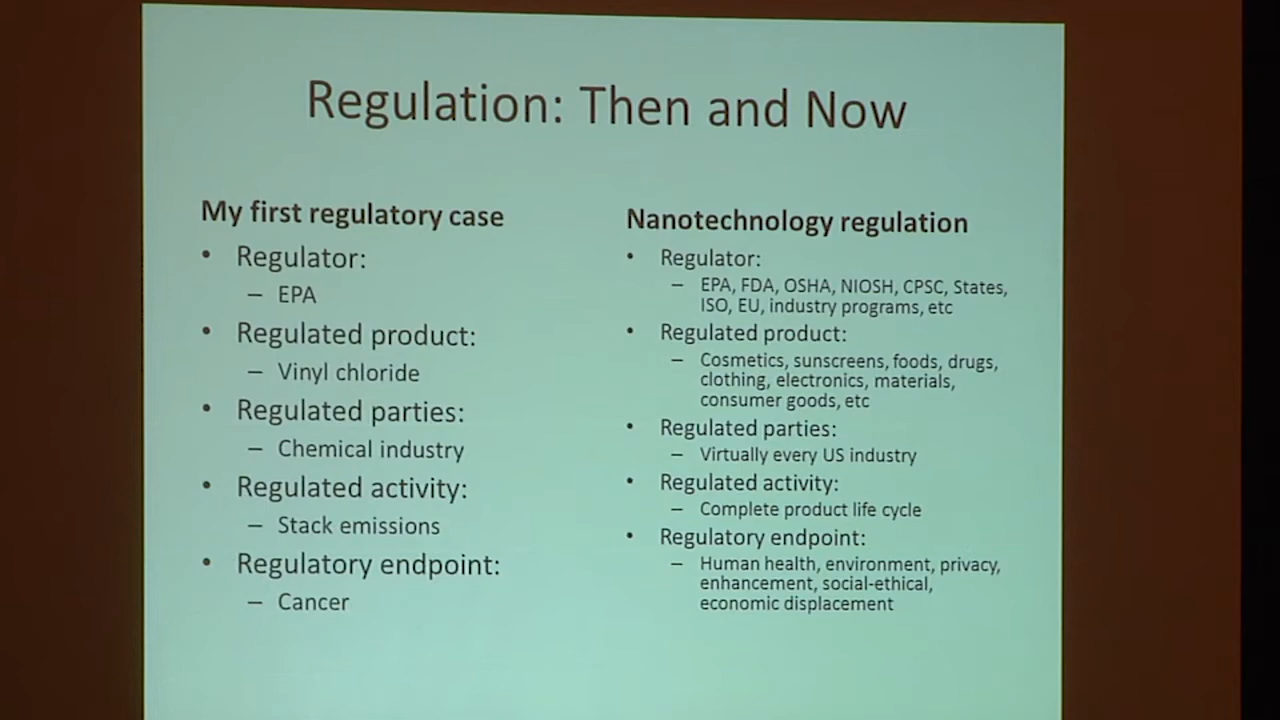 Regulation: Then and Now
My first regulatory case
• Regulator:
– EPA
• Regulated product:
– Vinyl chloride
• Regulated parties:
– Chemical industry
• Regulated activity:
– Stack emissions
• Regulatory endpoint:
– Cancer
Nanotechnology regulation
• Regulator:
– EPA, FDA, OSHA, NIOSH, CPSC, States,
ISO, EU, industry programs, etc
• Regulated product:
– Cosmetics, sunscreens, foods, drugs,
clothing, electronics, materials,
consumer goods, etc
• Regulated parties:
– Virtually every US industry
• Regulated activity:
– Complete product life cycle
• Regulatory endpoint:
– Human health, environment, privacy,
enhancement, social-ethical,
economic displacement